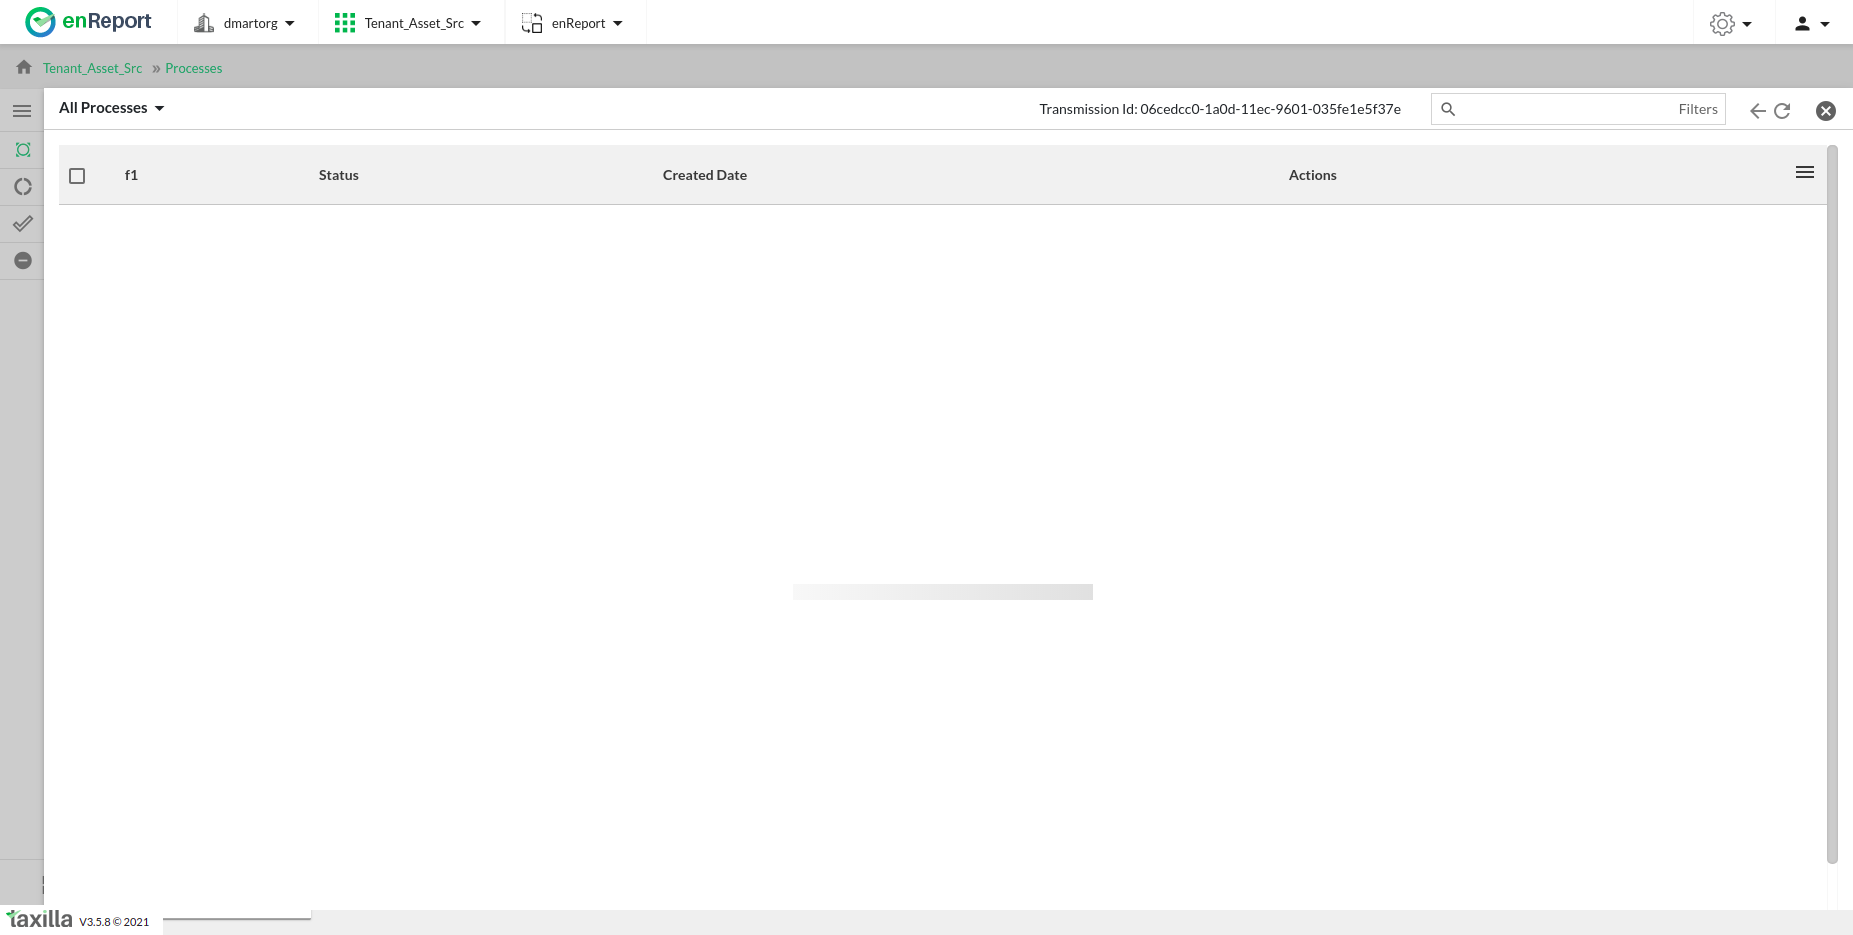 enReport dmartorg Tenant_Asset_Src enReport
Tenant_Asset_Src » Processes
All Processes Transmission Id: 06cedcc0-1a0d-11ec-9601-035fe1e5f37e Filters
f1 Status Created Date Actions
taxilla V3.5.8 © 2021